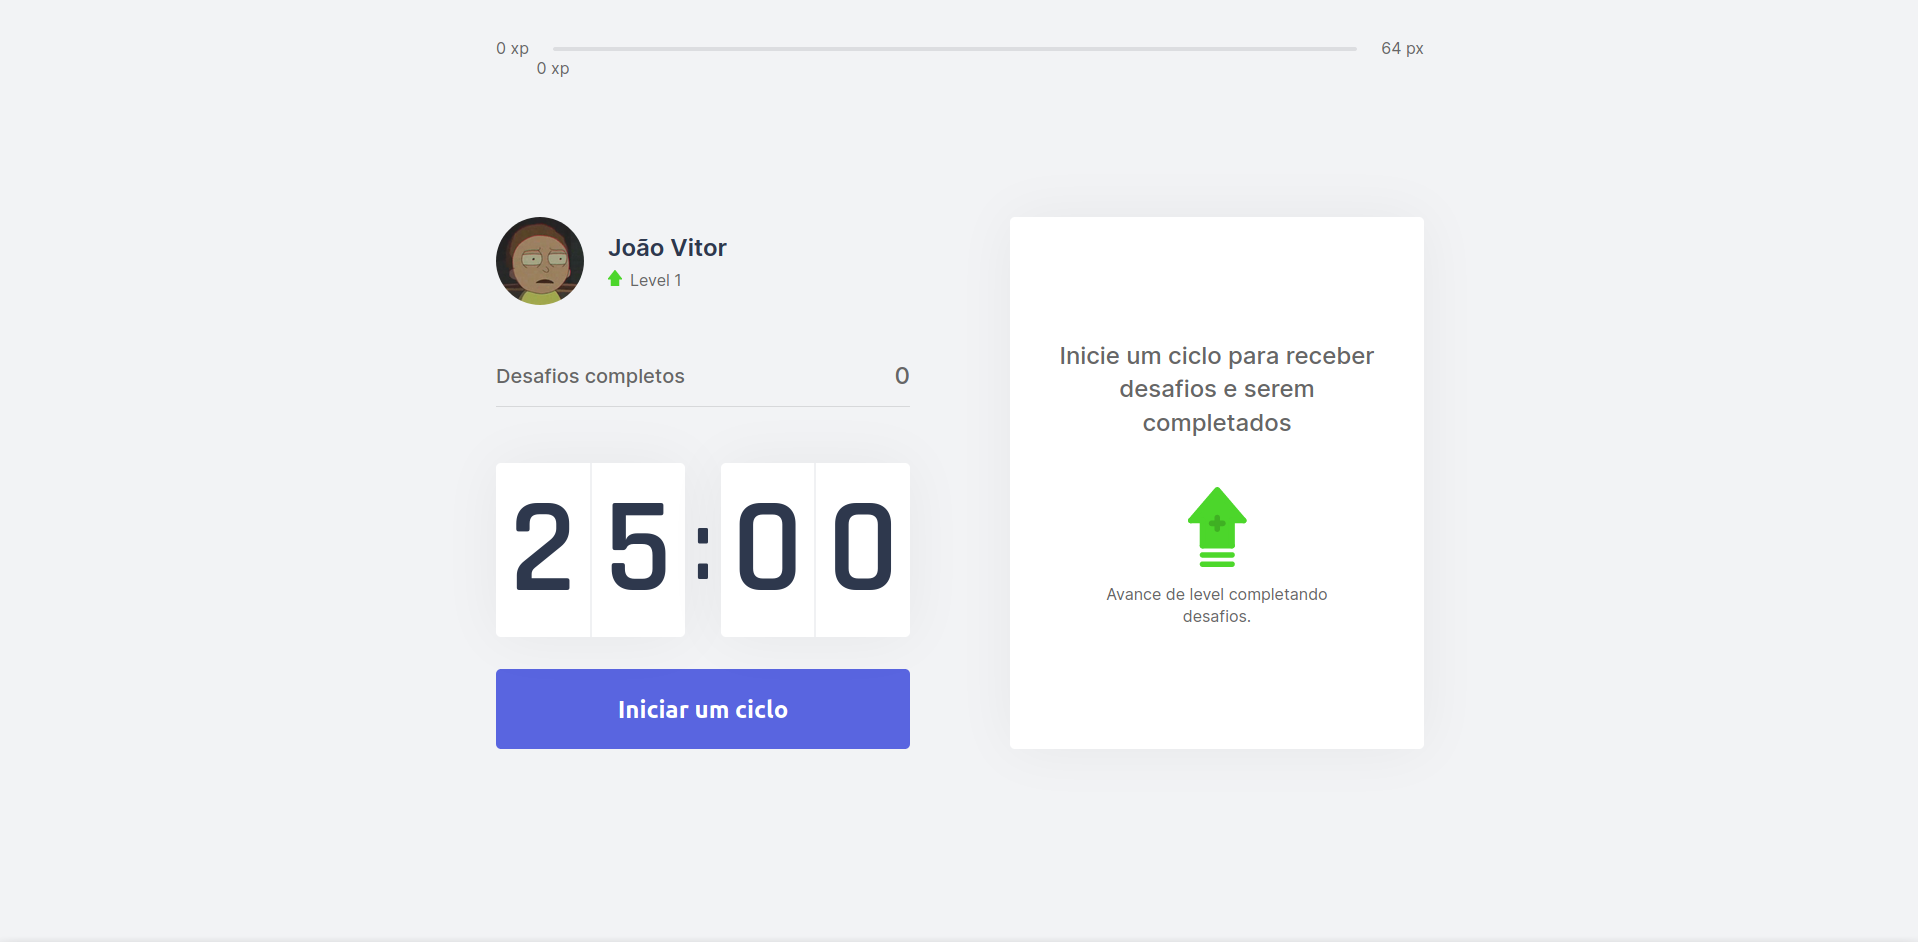 0 xp
64 px
0 xp
João Vitor
Level 1
Desafios completos
0
25:00
Iniciar um ciclo
Inicie um ciclo para receber
desafios e serem
completados
Avance de level completando
desafios.